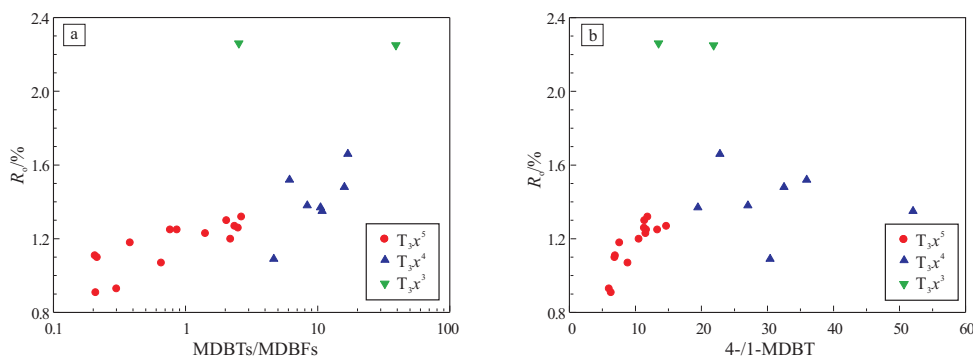 a
2.4
2.0
1.6
1.2
0.8
Rₒ/%
0.1 1 10 100
MDBTs/MDBFs
T₃x⁵
T₃x⁴
T₃x³
b
2.4
2.0
1.6
1.2
0.8
Rₒ/%
0 10 20 30 40 50 60
4-/1-MDBT
T₃x⁵
T₃x⁴
T₃x³